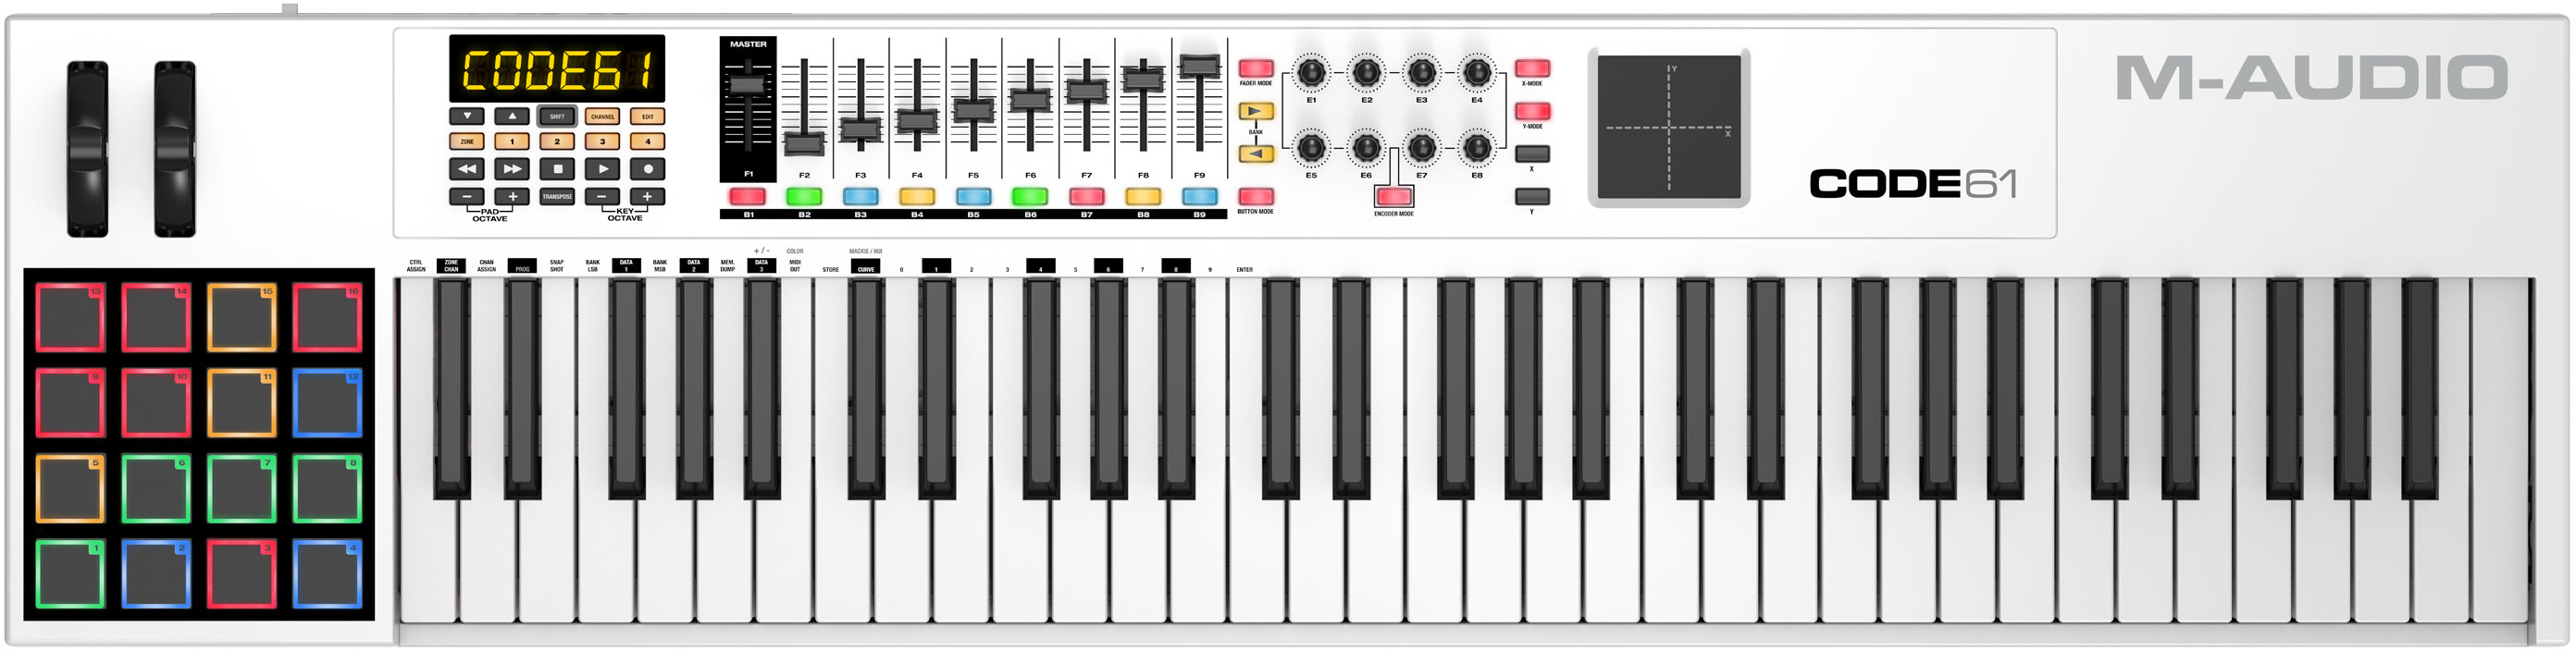 CODE61
SHIFT
CHANNEL
EDIT
ZONE
1
2
3
4
TRANSPOSE
PAD
OCTAVE
KEY
OCTAVE
MASTER
F1
F2
F3
F4
F5
F6
F7
F8
F9
B1
B2
B3
B4
B5
B6
B7
B8
B9
FADER MODE
BANK
BUTTON MODE
E1
E2
E3
E4
E5
E6
E7
E8
ENCODER MODE
X-MODE
Y-MODE
X
Y
Y
X
M-AUDIO
CODE61
+ / -
COLOR
MACKIE / HUI
CTRL
ASSIGN
ZONE
CHAN
CHAN
ASSIGN
PROG
SNAP
SHOT
BANK
LSB
DATA
1
BANK
MSB
DATA
2
MEM.
DUMP
DATA
3
MIDI
OUT
STORE
CURVE
0
1
2
3
4
5
6
7
8
9
ENTER
13
14
15
16
9
10
11
12
5
6
7
8
1
2
3
4